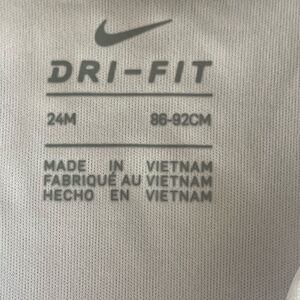 DRI-FIT
24M 86-92CM
MADE IN VIETNAM
FABRIQUÉ AU VIETNAM
HECHO EN VIETNAM